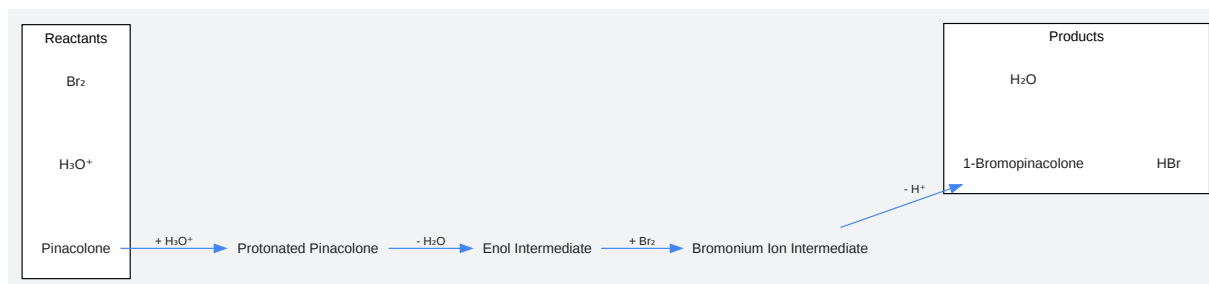 Reactants
Products
Br₂
H₂O
H₃O⁺
1-Bromopinacolone
HBr
- H⁺
Pinacolone
+ H₃O⁺
Protonated Pinacolone
- H₂O
Enol Intermediate
+ Br₂
Bromonium Ion Intermediate